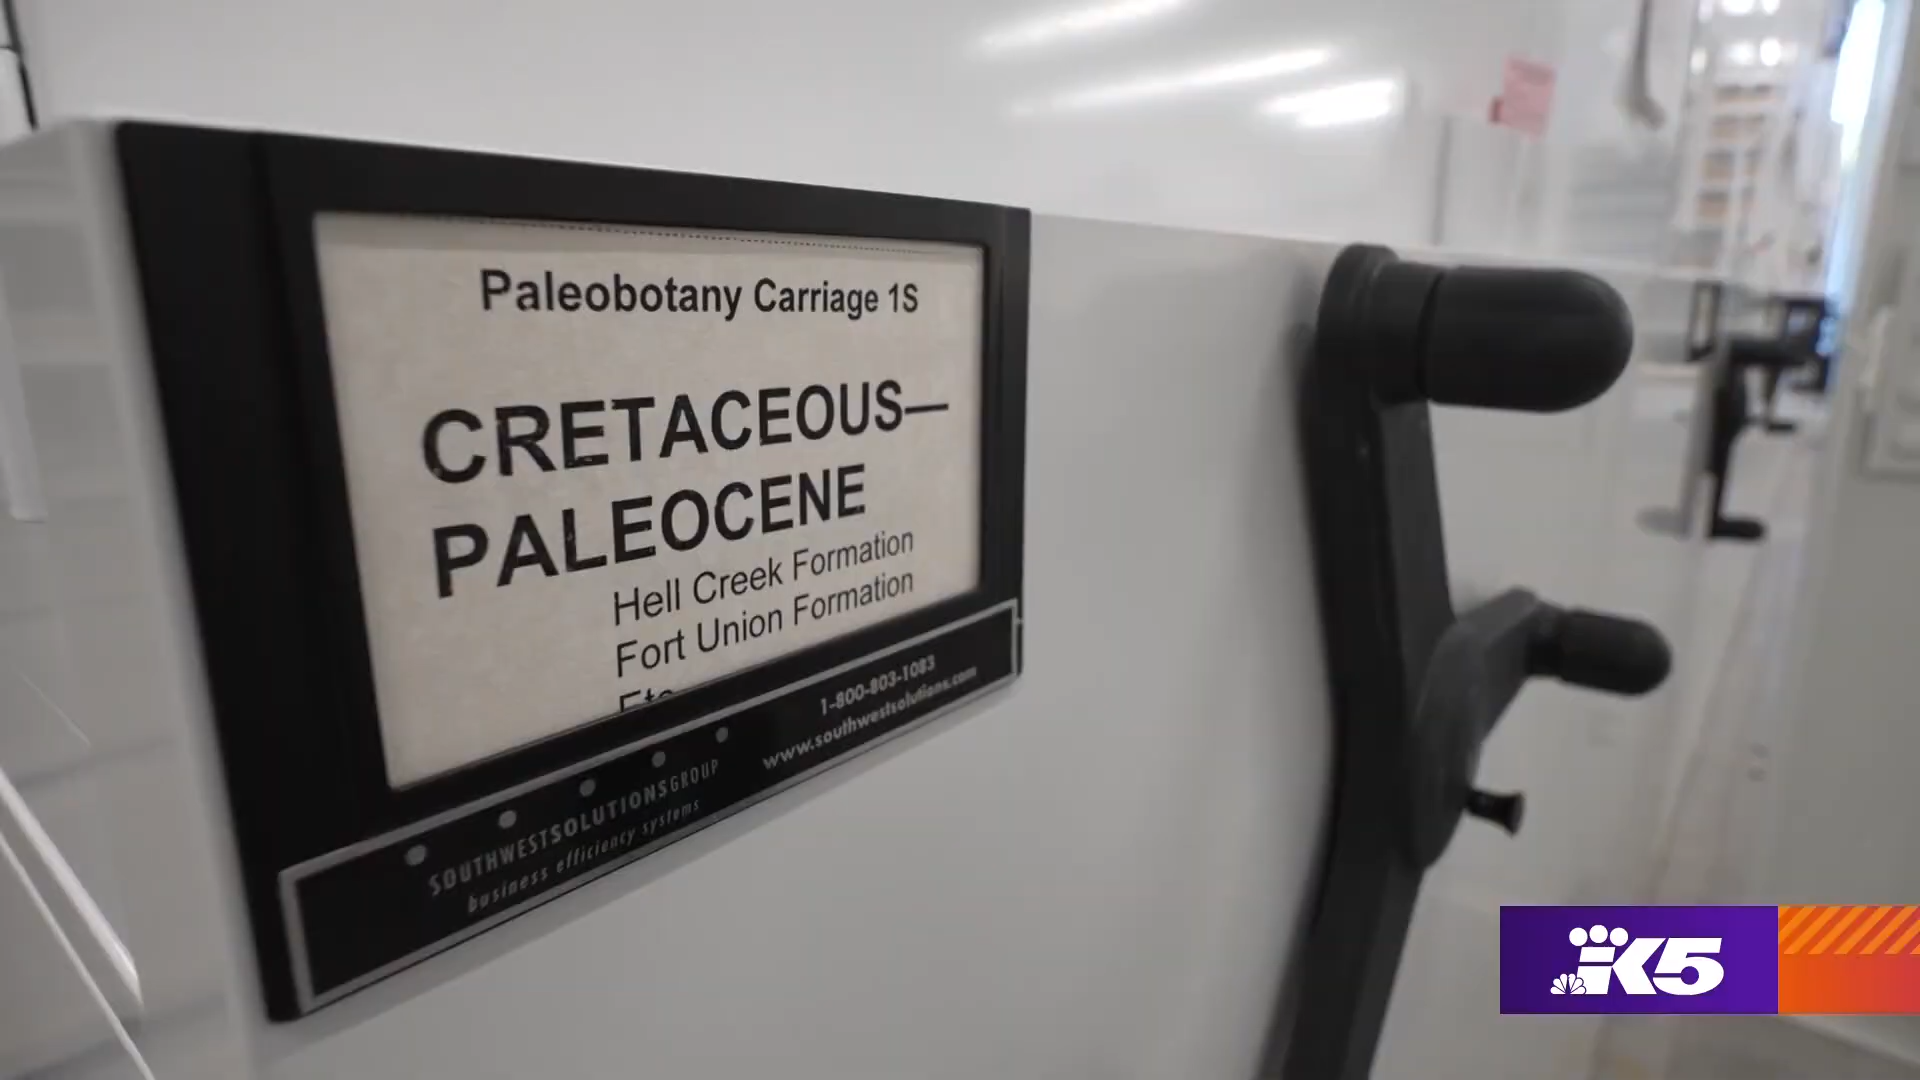 Paleobotany Carriage 1S
CRETACEOUS—
PALEOCENE
Hell Creek Formation
Fort Union Formation
Etc
SOUTHWESTSOLUTIONSGROUP
business efficiency systems
1-800-803-1083
www.southwestsolutions.com
K5